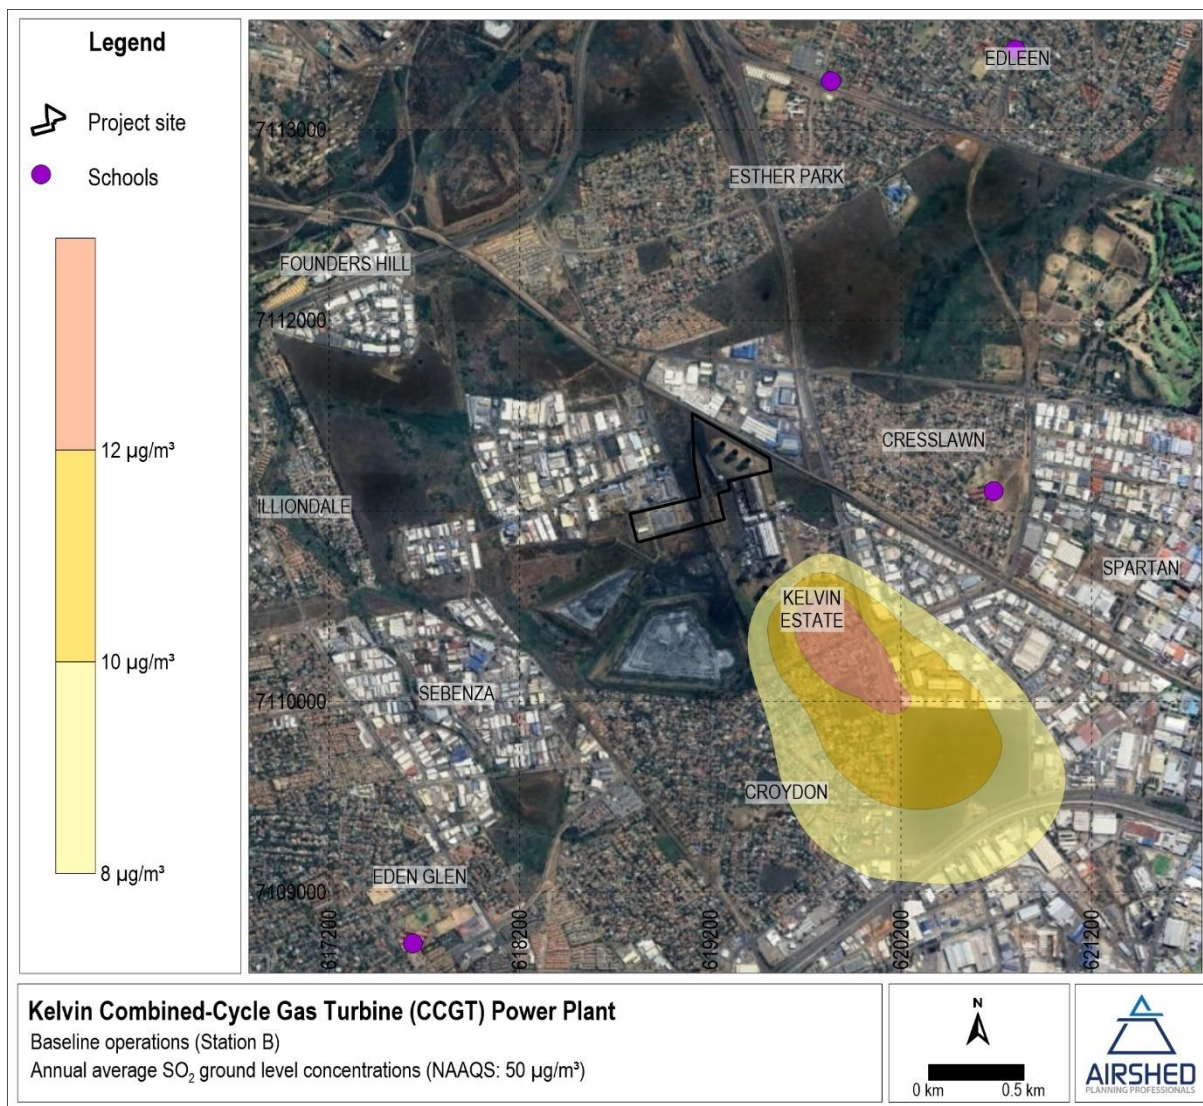 Legend
Project site
Schools
12 µg/m³
10 µg/m³
8 µg/m³
EDLEEN
7113000
ESTHER PARK
FOUNDERS HILL
7112000
CRESSLAWN
ILLIONDALE
SPARTAN
KELVIN
ESTATE
SEBENZA
7110000
CROYDON
EDEN GLEN
7109000
617200
618200
619200
620200
621200
Kelvin Combined-Cycle Gas Turbine (CCGT) Power Plant
Baseline operations (Station B)
Annual average SO₂ ground level concentrations (NAAQS: 50 µg/m³)
N
0 km 0.5 km
AIRSHED
PLANNING PROFESSIONALS